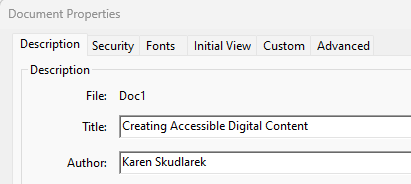 Document Properties
Description Security Fonts Initial View Custom Advanced
Description
File: Doc1
Title: Creating Accessible Digital Content
Author: Karen Skudlarek